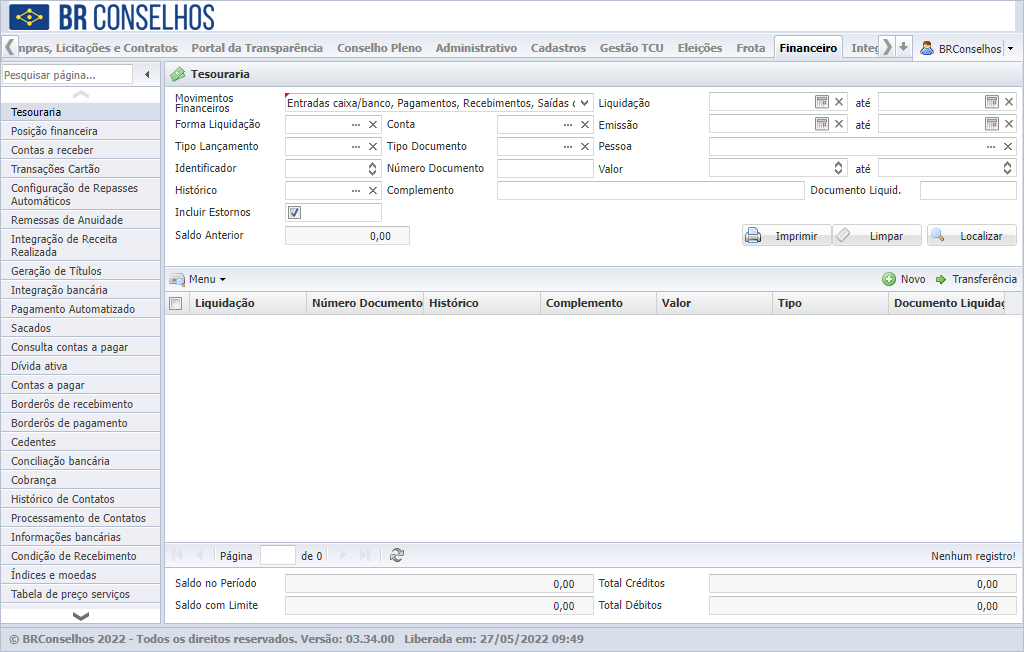 BR CONSELHOS
mpras, Licitações e Contratos Portal da Transparência Conselho Pleno Administrativo Cadastros Gestão TCU Eleições Frota Financeiro Integ BRConselhos
Pesquisar página...
Tesouraria
Posição financeira
Contas a receber
Transações Cartão
Configuração de Repasses
Automáticos
Remessas de Anuidade
Integração de Receita
Realizada
Geração de Títulos
Integração bancária
Pagamento Automatizado
Sacados
Consulta contas a pagar
Dívida ativa
Contas a pagar
Borderôs de recebimento
Borderôs de pagamento
Cedentes
Conciliação bancária
Cobrança
Histórico de Contatos
Processamento de Contatos
Informações bancárias
Condição de Recebimento
Índices e moedas
Tabela de preço serviços
Tesouraria
Movimentos
Financeiros
Entradas caixa/banco, Pagamentos, Recebimentos, Saídas c
Liquidação até
Forma Liquidação Conta Emissão até
Tipo Lançamento Tipo Documento Pessoa
Identificador Número Documento Valor até
Histórico Complemento Documento Liquid.
Incluir Estornos
Saldo Anterior 0,00 Imprimir Limpar Localizar
Menu Novo Transferência
Liquidação Número Documento Histórico Complemento Valor Tipo Documento Liquidaç
Página de 0 Nenhum registro!
Saldo no Período 0,00 Total Créditos 0,00
Saldo com Limite 0,00 Total Débitos 0,00
© BRConselhos 2022 - Todos os direitos reservados. Versão: 03.34.00 Liberada em: 27/05/2022 09:49